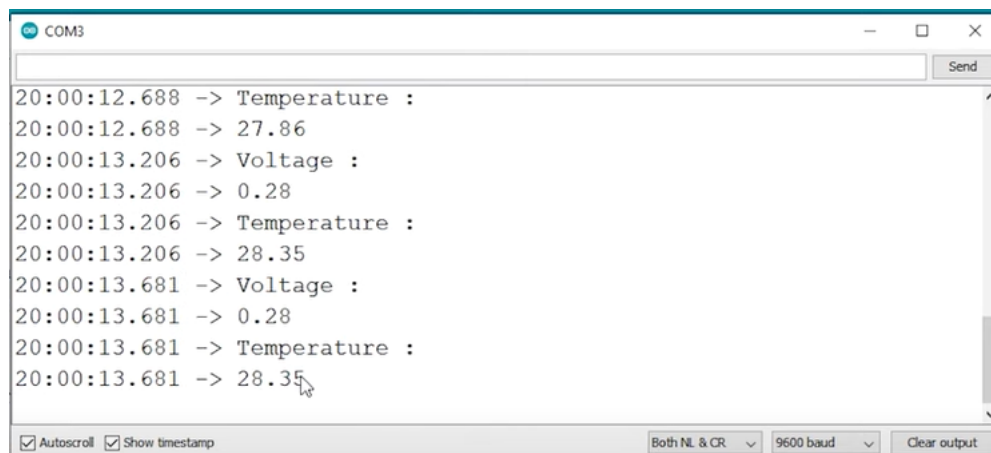 COM3
Send
20:00:12.688 -> Temperature :
20:00:12.688 -> 27.86
20:00:13.206 -> Voltage :
20:00:13.206 -> 0.28
20:00:13.206 -> Temperature :
20:00:13.206 -> 28.35
20:00:13.681 -> Voltage :
20:00:13.681 -> 0.28
20:00:13.681 -> Temperature :
20:00:13.681 -> 28.35
Autoscroll Show timestamp Both NL & CR 9600 baud Clear output